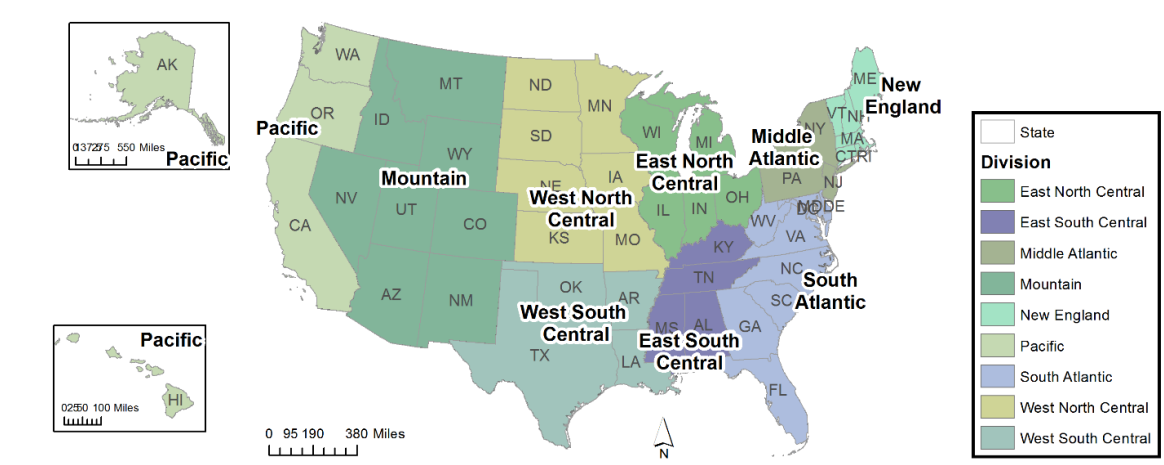 AK
0 137.5 275 550 Miles
Pacific
WA
OR
Pacific
CA
ID
MT
WY
Mountain
NV
UT
CO
AZ
NM
ND
MN
SD
NE
IA
West North
Central
KS
MO
WI
MI
East North
Central
IL
IN
OH
ME
New
England
VT
NH
MA
CT RI
NY
Middle
Atlantic
PA
NJ
MD DE
DC
WV
VA
KY
TN
NC
SC
South
Atlantic
GA
FL
OK
AR
West South
Central
TX
LA
MS
AL
East South
Central
Pacific
HI
0 25 50 100 Miles
0 95 190 380 Miles
N
State
Division
East North Central
East South Central
Middle Atlantic
Mountain
New England
Pacific
South Atlantic
West North Central
West South Central